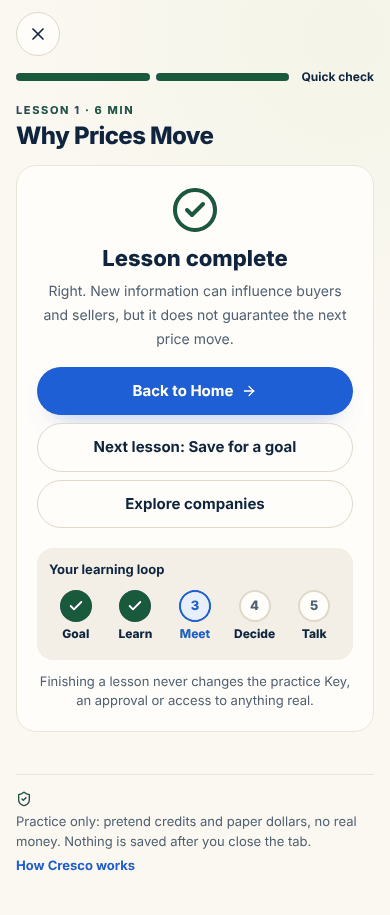 Quick check
LESSON 1 · 6 MIN
Why Prices Move
Lesson complete
Right. New information can influence buyers
and sellers, but it does not guarantee the next
price move.
Back to Home →
Next lesson: Save for a goal
Explore companies
Your learning loop
3 4 5
Goal Learn Meet Decide Talk
Finishing a lesson never changes the practice Key,
an approval or access to anything real.
Practice only: pretend credits and paper dollars, no real
money. Nothing is saved after you close the tab.
How Cresco works